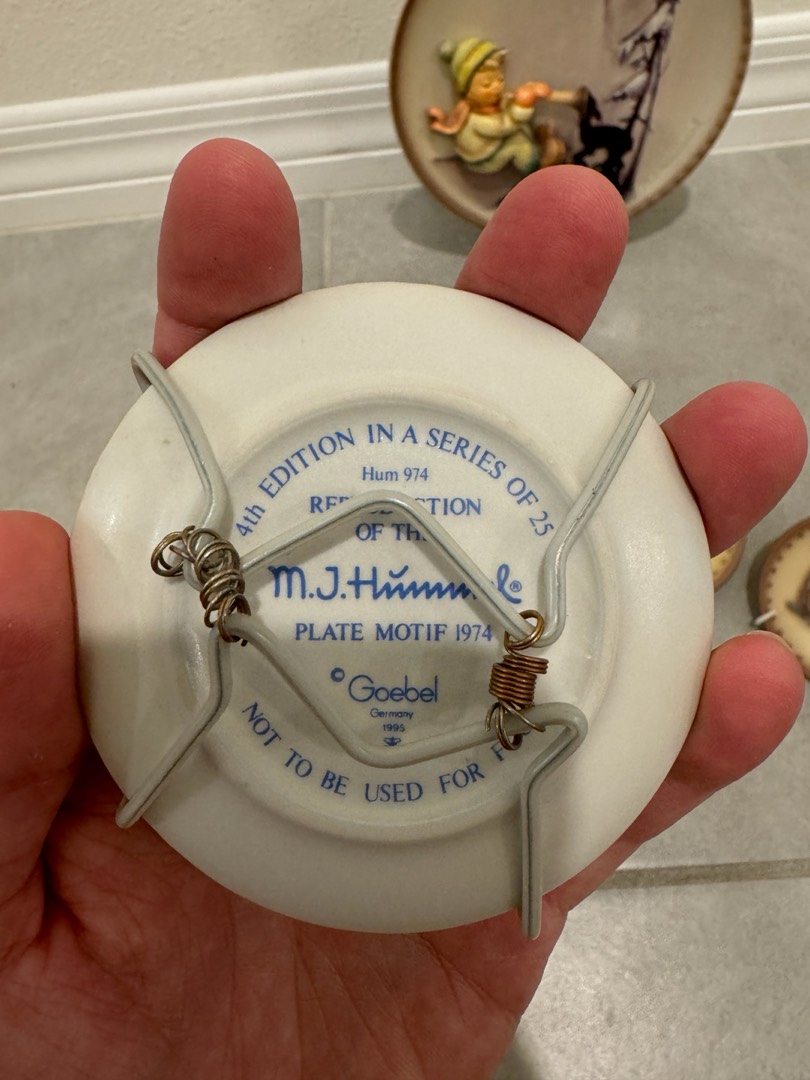 4th EDITION IN A SERIES OF 25
Hum 974
OF
M.J.Hummel®
PLATE MOTIF 1974
© Goebel
Germany
1995
NOT TO BE USED FOR